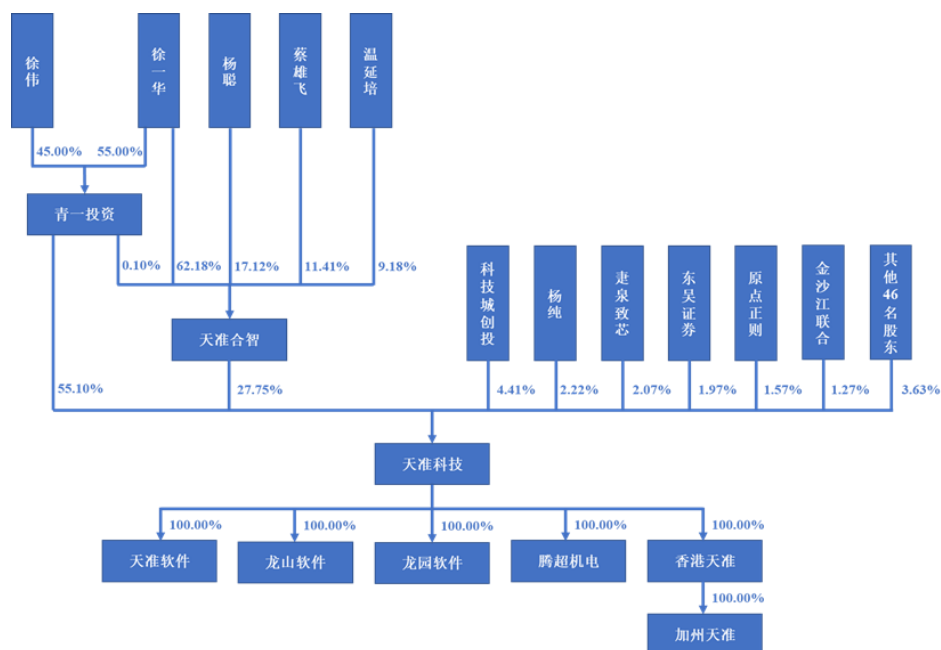 徐伟
徐一华
杨聪
蔡雄飞
温延培
45.00%
55.00%
青一投资
0.10%
62.18%
17.12%
11.41%
9.18%
科技城创投
杨纯
疌泉致芯
东吴证券
原点正则
金沙江联合
其他46名股东
天准合智
55.10%
27.75%
4.41%
2.22%
2.07%
1.97%
1.57%
1.27%
3.63%
天准科技
100.00%
100.00%
100.00%
100.00%
100.00%
天准软件
龙山软件
龙园软件
腾超机电
香港天准
100.00%
加州天准